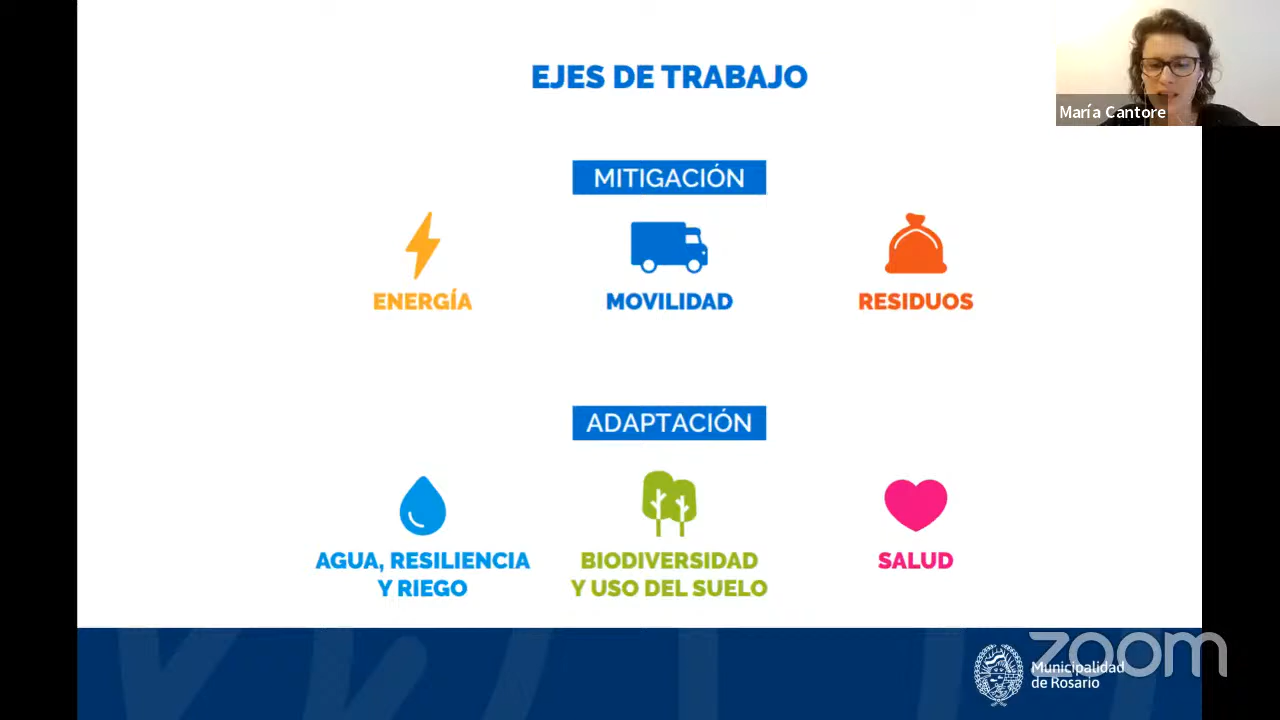 EJES DE TRABAJO
María Cantore
MITIGACIÓN
ENERGÍA
MOVILIDAD
RESIDUOS
ADAPTACIÓN
AGUA, RESILIENCIA
Y RIEGO
BIODIVERSIDAD
Y USO DEL SUELO
SALUD
zoom
Municipalidad
de Rosario